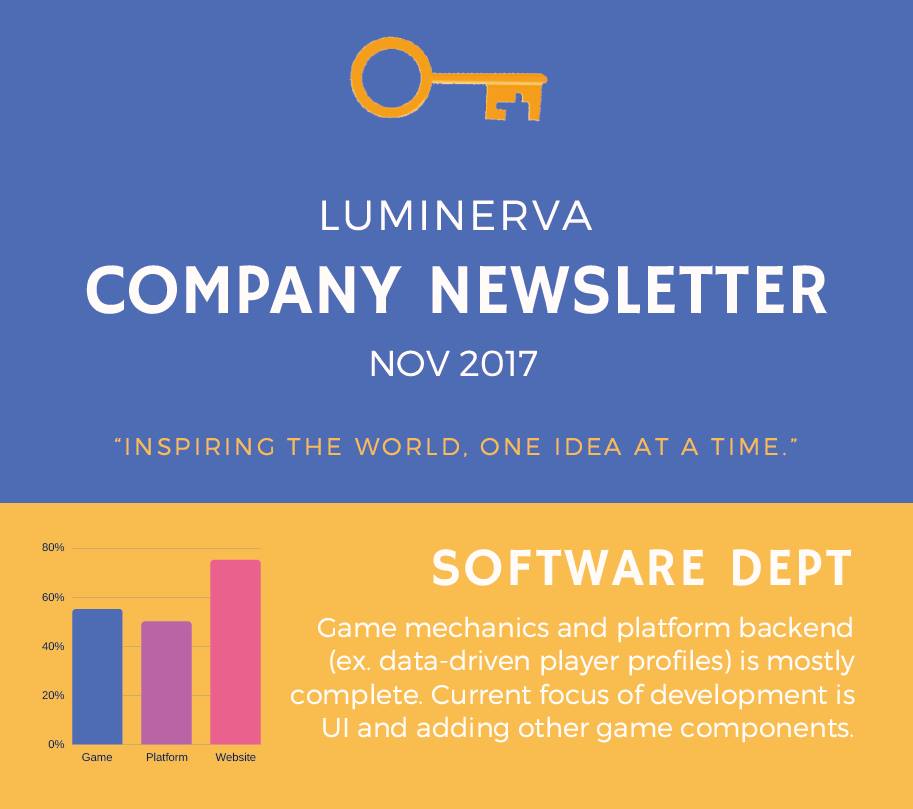 LUMINERVA
COMPANY NEWSLETTER
NOV 2017
“INSPIRING THE WORLD, ONE IDEA AT A TIME.”
80%
60%
40%
20%
0%
Game Platform Website
SOFTWARE DEPT
Game mechanics and platform backend
(ex. data-driven player profiles) is mostly
complete. Current focus of development is
UI and adding other game components.